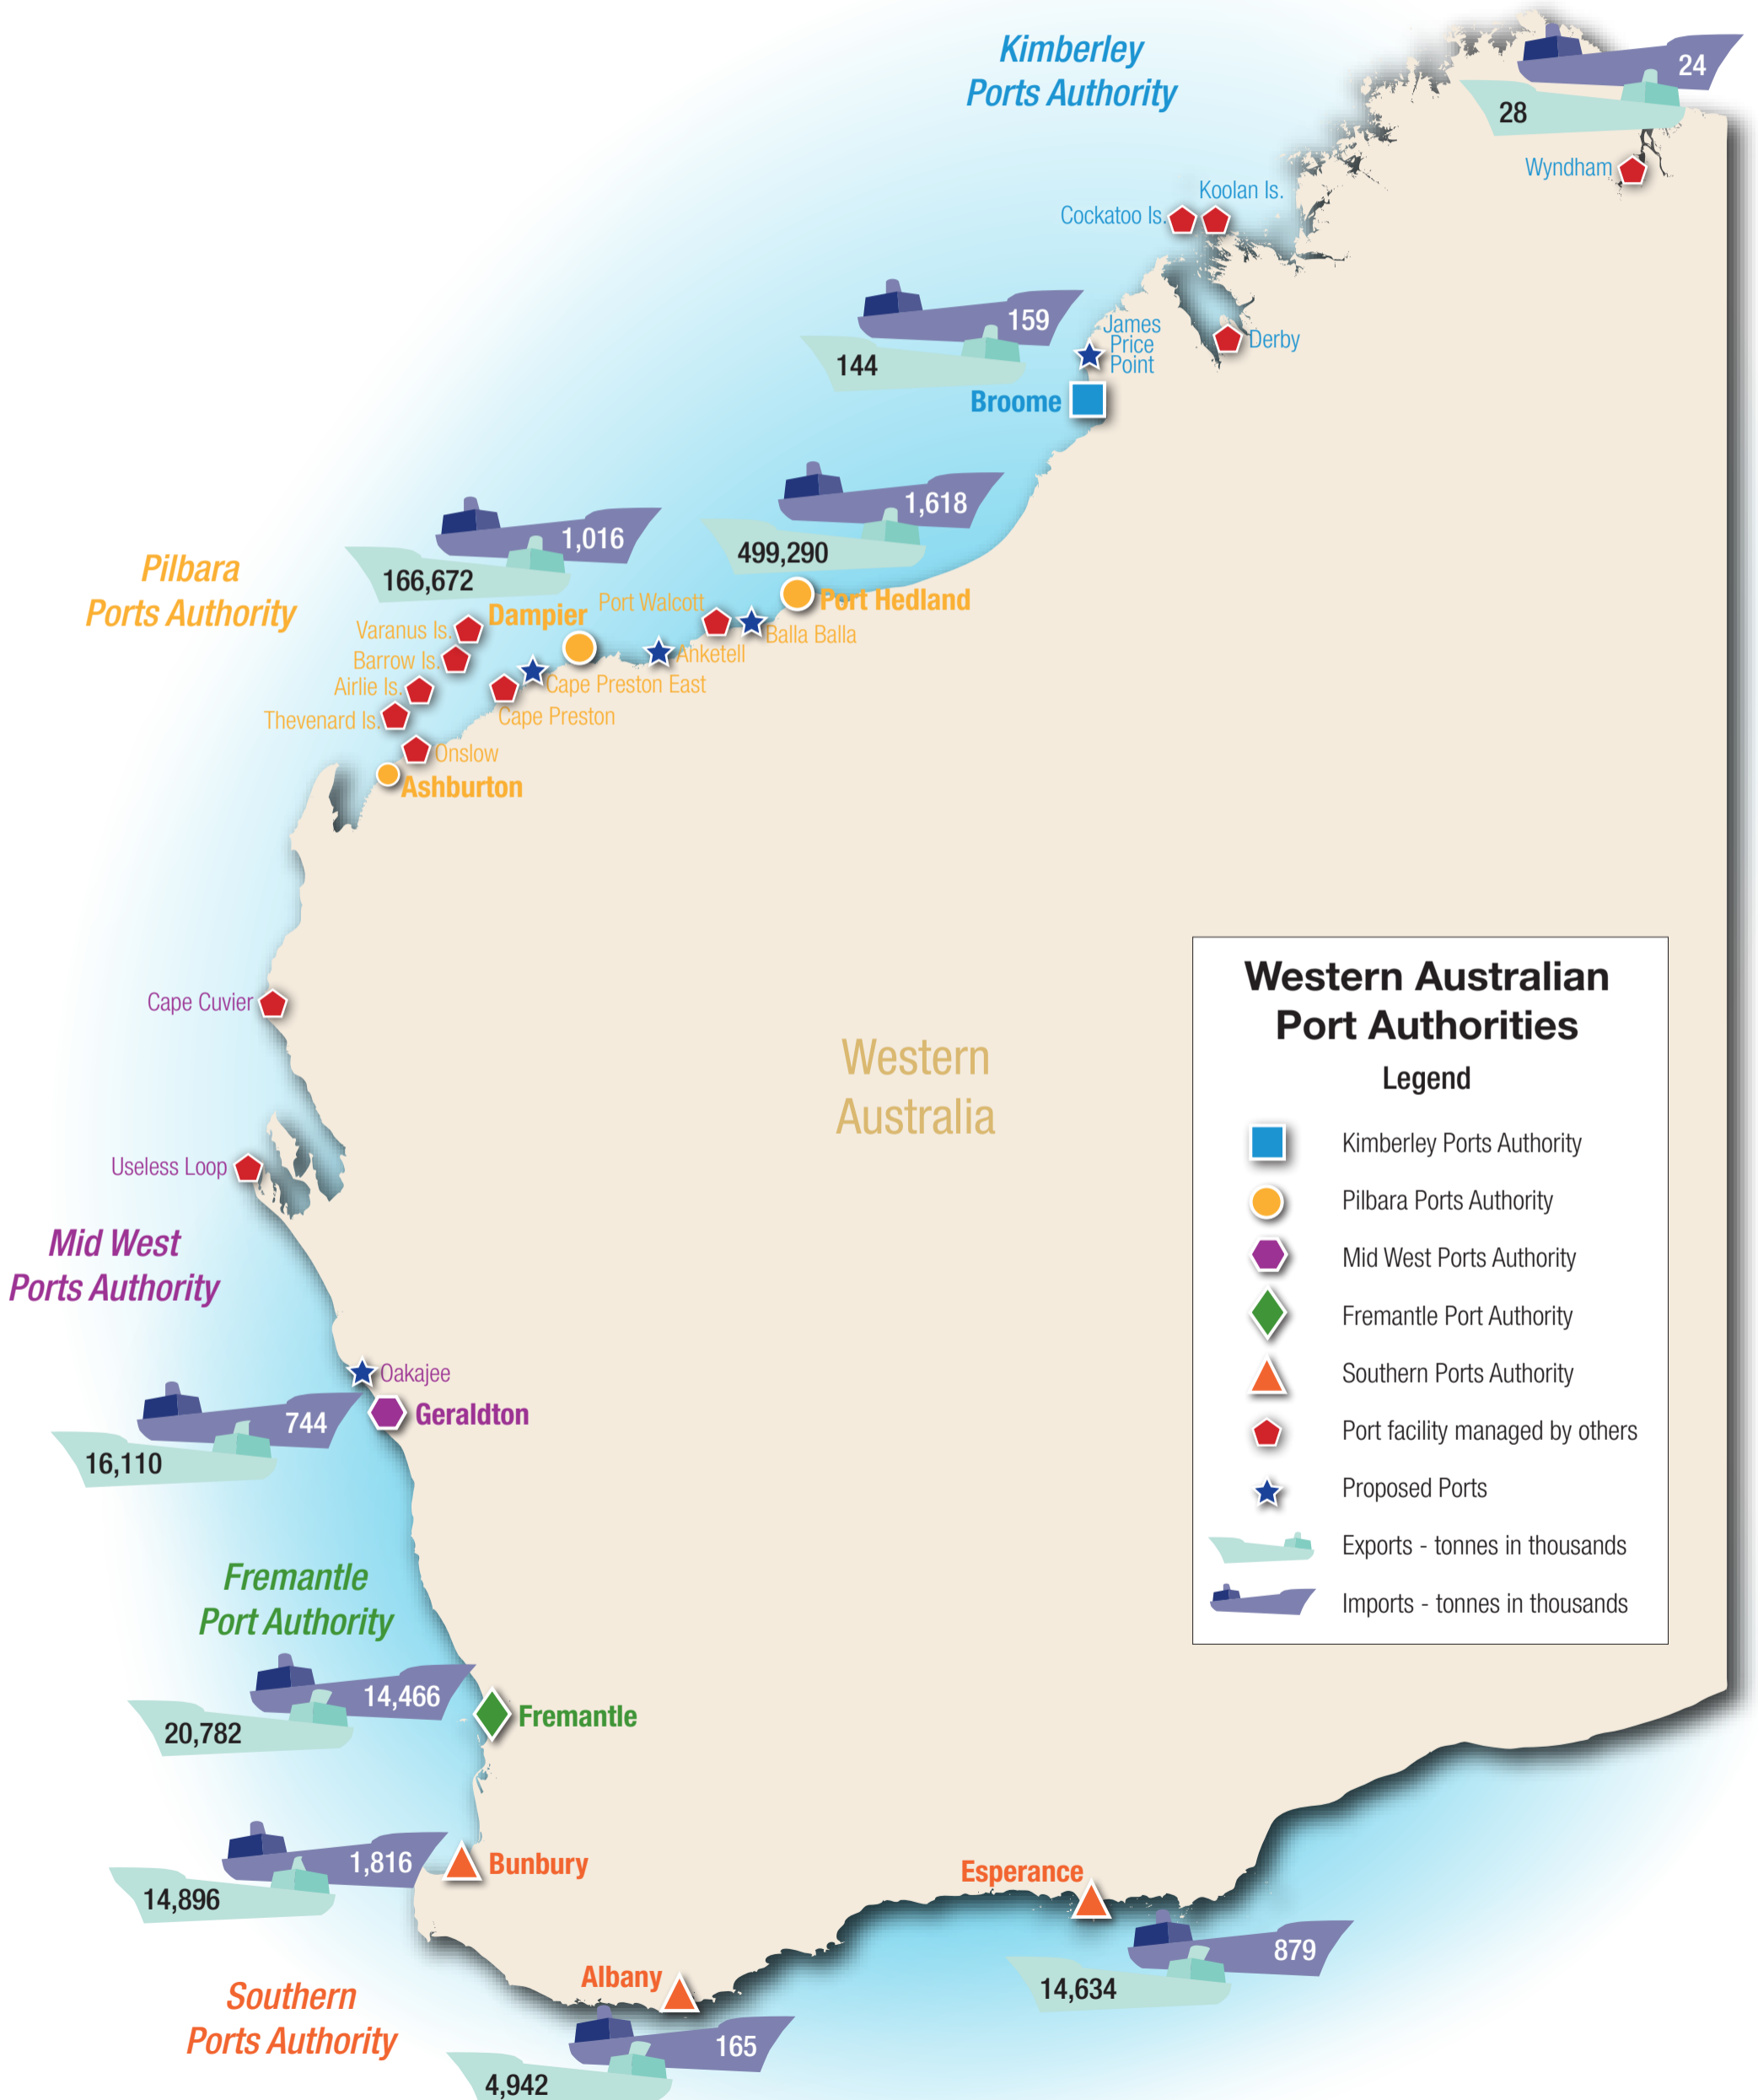 Kimberley
Ports Authority
24
28
Wyndham
Koolan Is.
Cockatoo Is.
159
144
James
Price
Point
Derby
Broome
1,618
499,290
1,016
166,672
Pilbara
Ports Authority
Port Hedland
Port Walcott
Dampier
Varanus Is.
Balla Balla
Anketell
Barrow Is.
Cape Preston East
Airlie Is.
Cape Preston
Thevenard Is.
Onslow
Ashburton
Cape Cuvier
Western
Australia
Useless Loop
Mid West
Ports Authority
Oakajee
Geraldton
744
16,110
Fremantle
Port Authority
14,466
20,782
Fremantle
1,816
14,896
Bunbury
Esperance
879
14,634
Albany
165
4,942
Southern
Ports Authority
Western Australian
Port Authorities
Legend
Kimberley Ports Authority
Pilbara Ports Authority
Mid West Ports Authority
Fremantle Port Authority
Southern Ports Authority
Port facility managed by others
Proposed Ports
Exports - tonnes in thousands
Imports - tonnes in thousands